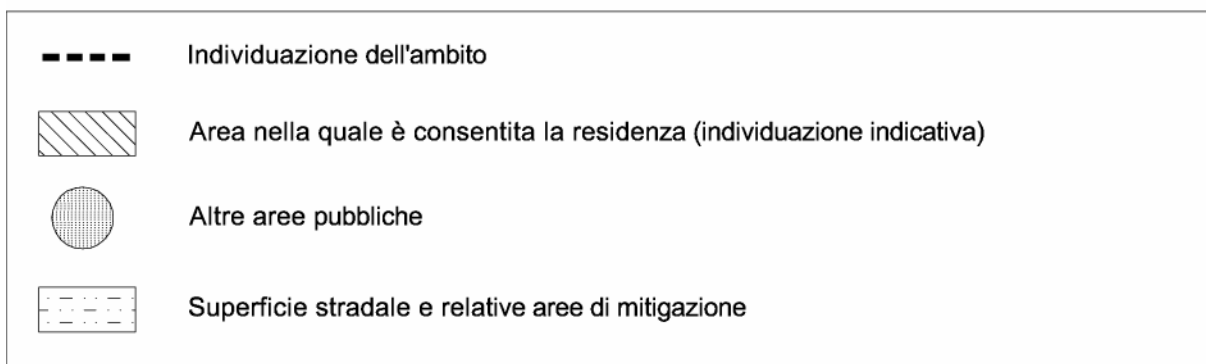 Individuazione dell'ambito
Area nella quale è consentita la residenza (individuazione indicativa)
Altre aree pubbliche
Superficie stradale e relative aree di mitigazione